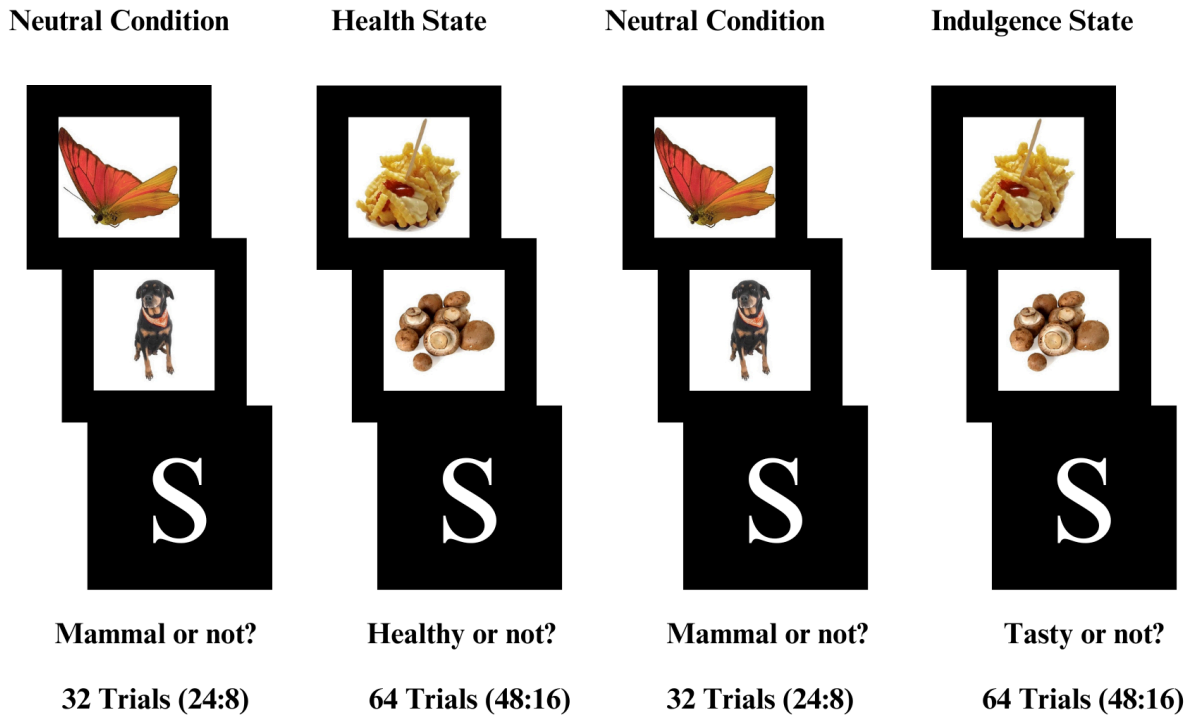 Neutral Condition
Health State
Neutral Condition
Indulgence State
S
S
S
S
Mammal or not?
Healthy or not?
Mammal or not?
Tasty or not?
32 Trials (24:8)
64 Trials (48:16)
32 Trials (24:8)
64 Trials (48:16)